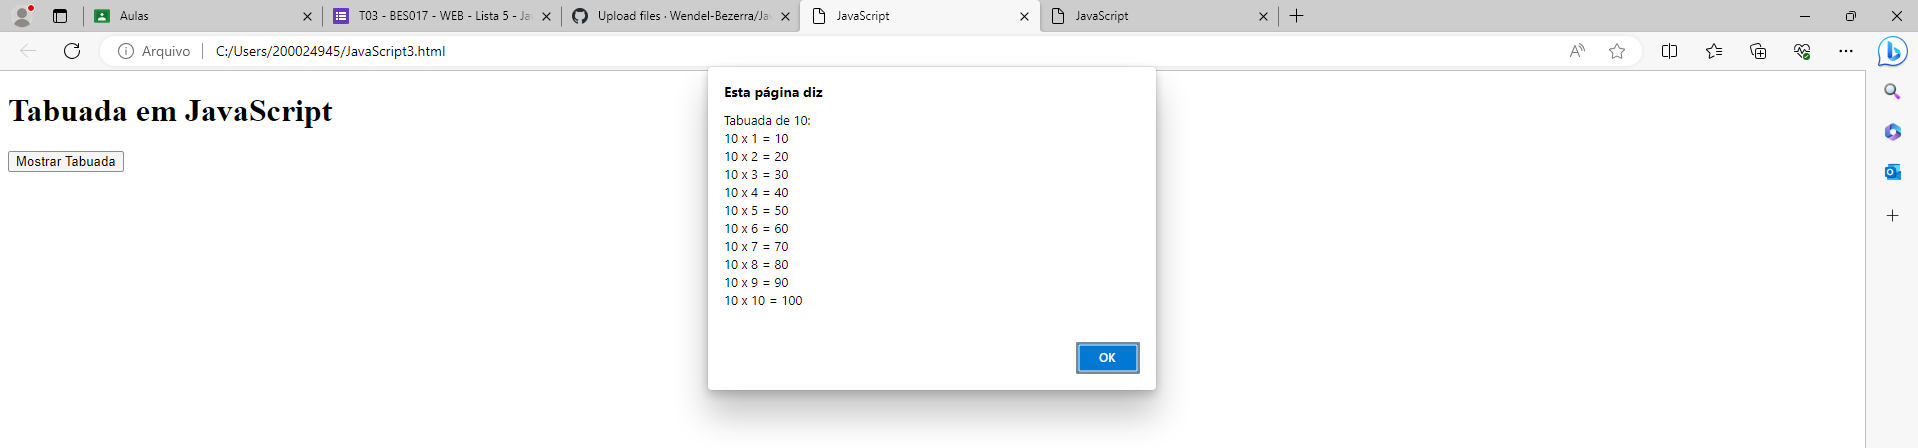 Aulas
T03 - BES017 - WEB - Lista 5 - Ja
Upload files · Wendel-Bezerra/Ja
JavaScript
JavaScript
Arquivo
C:/Users/200024945/JavaScript3.html
Tabuada em JavaScript
Mostrar Tabuada
Esta página diz
Tabuada de 10:
10 x 1 = 10
10 x 2 = 20
10 x 3 = 30
10 x 4 = 40
10 x 5 = 50
10 x 6 = 60
10 x 7 = 70
10 x 8 = 80
10 x 9 = 90
10 x 10 = 100
OK